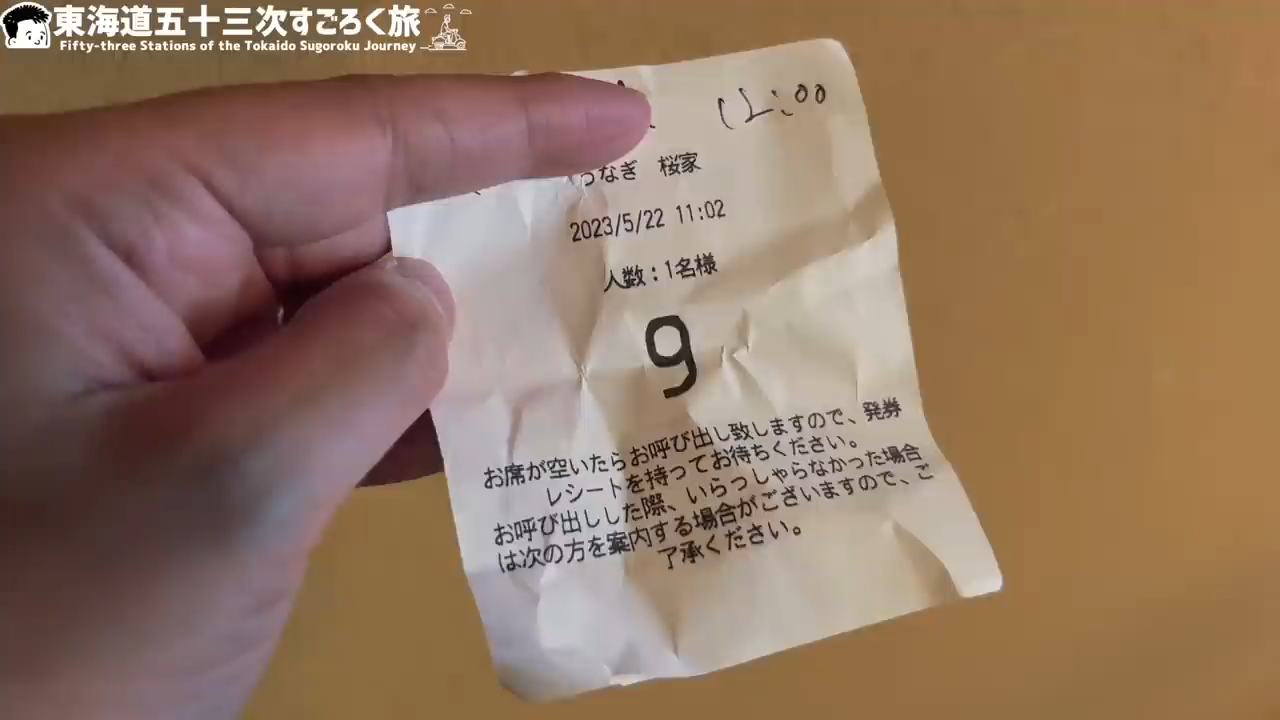 東海道五十三次すごろく旅
Fifty-three Stations of the Tokaido Sugoroku Journey
12:00
うなぎ 桜家
2023/5/22 11:02
人数:1名様
9
お席が空いたらお呼び出し致しますので、発券
レシートを持ってお待ちください。
お呼び出しした際、いらっしゃらなかった場合
は次の方を案内する場合がございますので、ご
了承ください。